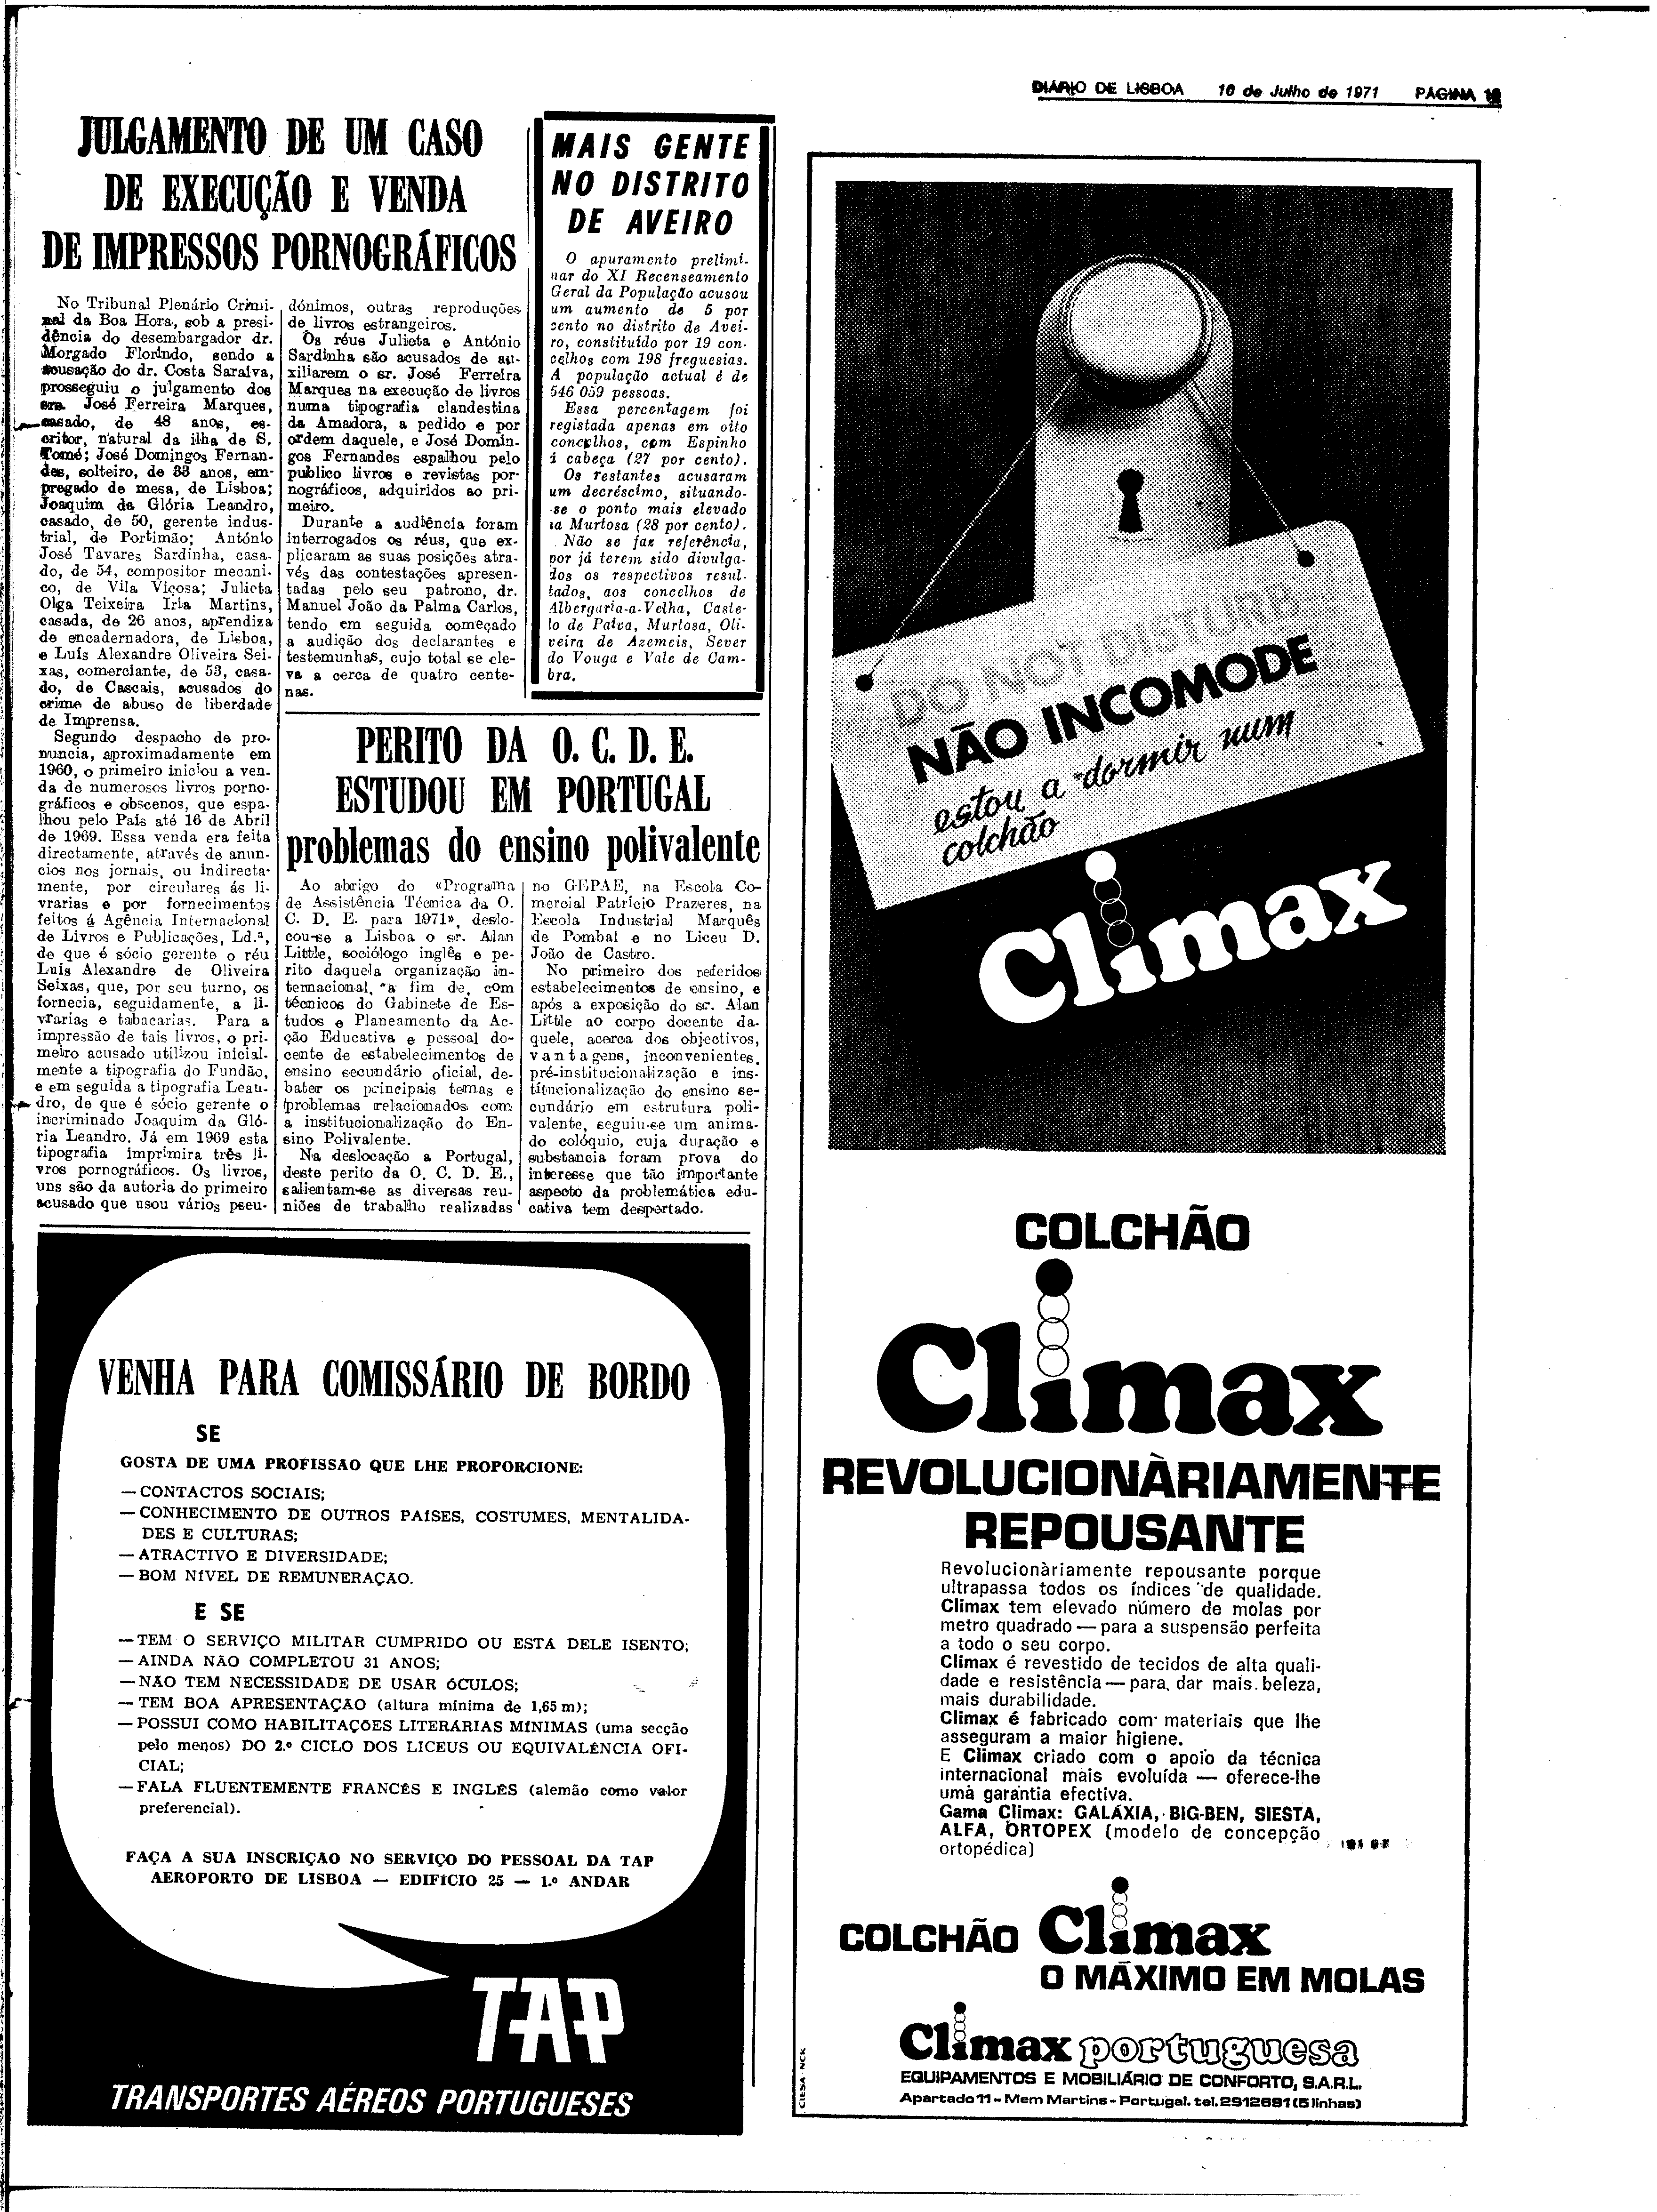 DIÁRIO DE LISBOA 16 de Julho de 1971 PÁGINA
JULGAMENTO DE UM CASO
DE EXECUÇÃO E VENDA
DE IMPRESSOS PORNOGRÁFICOS
No Tribunal Plenário Crimi-
nal da Boa Hora, sob a presi-
dência do desembargador dr.
Morgado Florindo, sendo a
acusação do dr. Costa Saraiva,
prosseguiu o julgamento dos
srs. José Ferreira Marques,
casado, de 48 anos, es-
critor, natural da ilha de S.
Tomé; José Domingos Fernan-
des, solteiro, de 33 anos, em-
pregado de mesa, de Lisboa;
Joaquim da Glória Leandro,
casado, de 50, gerente indus-
trial, de Portimão; António
José Tavares Sardinha, casa-
do, de 54, compositor mecani-
co, de Vila Viçosa; Julieta
Olga Teixeira Iria Martins,
casada, de 26 anos, aprendiza
de encadernadora, de Lisboa,
e Luís Alexandre Oliveira Sei-
xas, comerciante, de 53, casa-
do, de Cascais, acusados do
crime de abuso de liberdade
de Imprensa.
Segundo despacho de pro-
nuncia, aproximadamente em
1960, o primeiro iniciou a ven-
da de numerosos livros porno-
gráficos e obscenos, que espa-
lhou pelo País até 16 de Abril
de 1969. Essa venda era feita
directamente, através de anun-
cios nos jornais, ou indirecta-
mente, por circulares ás li-
vrarias e por fornecimentos
feitos á Agência Internacional
de Livros e Publicações, Ld.ª,
de que é sócio gerente o réu
Luís Alexandre de Oliveira
Seixas, que, por seu turno, os
fornecia, seguidamente, a li-
vrarias e tabacarias. Para a
impressão de tais livros, o pri-
meiro acusado utilizou inicial-
mente a tipografia do Fundão,
e em seguida a tipografia Lean-
dro, de que é sócio gerente o
incriminado Joaquim da Gló-
ria Leandro. Já em 1969 esta
tipografia imprimira três li-
vros pornográficos. Os livros,
uns são da autoria do primeiro
acusado que usou vários pseu-
dónimos, outras reproduções
de livros estrangeiros.
Os réus Julieta e António
Sardinha são acusados de au-
xiliarem o sr. José Ferreira
Marques na execução de livros
numa tipografia clandestina
da Amadora, a pedido e por
ordem daquele, e José Domin-
gos Fernandes espalhou pelo
publico livros e revistas por-
nográficos, adquiridos ao pri-
meiro.
Durante a audiência foram
interrogados os réus, que ex-
plicaram as suas posições atra-
vés das contestações apresen-
tadas pelo seu patrono, dr.
Manuel João da Palma Carlos,
tendo em seguida começado
a audição dos declarantes e
testemunhas, cujo total se ele-
va a cerca de quatro cente-
nas.
MAIS GENTE
NO DISTRITO
DE AVEIRO
O apuramento prelimi-
nar do XI Recenseamento
Geral da População acusou
um aumento de 5 por
cento no distrito de Avei-
ro, constituído por 19 con-
celhos com 198 freguesias.
A população actual é de
546 059 pessoas.
Essa percentagem foi
registada apenas em oito
concelhos, com Espinho
á cabeça (27 por cento).
Os restantes acusaram
um decréscimo, situando-
-se o ponto mais elevado
na Murtosa (28 por cento).
Não se faz referência,
por já terem sido divulga-
dos os respectivos resul-
tados, aos concelhos de
Albergaria-a-Velha, Caste-
lo de Paiva, Murtosa, Oli-
veira de Azemeis, Sever
do Vouga e Vale de Cam-
bra.
PERITO DA O. C. D. E.
ESTUDOU EM PORTUGAL
problemas do ensino polivalente
Ao abrigo do «Programa
de Assistência Técnica da O.
C. D. E. para 1971», deslo-
cou-se a Lisboa o sr. Alan
Little, sociólogo inglês e pe-
rito daquela organização in-
ternacional, a fim de, com
técnicos do Gabinete de Es-
tudos e Planeamento da Ac-
ção Educativa e pessoal do-
cente de estabelecimentos de
ensino secundário oficial, de-
bater os principais temas e
problemas relacionados com
a institucionalização do En-
sino Polivalente.
Na deslocação a Portugal,
deste perito da O. C. D. E.,
salientam-se as diversas reu-
niões de trabalho realizadas
no GEPAE, na Escola Co-
mercial Patrício Prazeres, na
Escola Industrial Marquês
de Pombal e no Liceu D.
João de Castro.
No primeiro dos referidos
estabelecimentos de ensino, e
após a exposição do sr. Alan
Little ao corpo docente da-
quele, acerca dos objectivos,
vantagens, inconvenientes,
pré-institucionalização e ins-
titucionalização do ensino se-
cundário em estrutura poli-
valente, seguiu-se um anima-
do colóquio, cuja duração e
substancia foram prova do
interesse que tão importante
aspecto da problemática edu-
cativa tem despertado.
VENHA PARA COMISSÁRIO DE BORDO
SE
GOSTA DE UMA PROFISSAO QUE LHE PROPORCIONE:
— CONTACTOS SOCIAIS;
— CONHECIMENTO DE OUTROS PAÍSES, COSTUMES, MENTALIDA-
DES E CULTURAS;
— ATRACTIVO E DIVERSIDADE;
— BOM NÍVEL DE REMUNERAÇÃO.
E SE
— TEM O SERVIÇO MILITAR CUMPRIDO OU ESTA DELE ISENTO;
— AINDA NÃO COMPLETOU 31 ANOS;
— NÃO TEM NECESSIDADE DE USAR ÓCULOS;
— TEM BOA APRESENTAÇÃO (altura mínima de 1,65 m);
— POSSUI COMO HABILITAÇÕES LITERÁRIAS MÍNIMAS (uma secção
pelo menos) DO 2.º CICLO DOS LICEUS OU EQUIVALÊNCIA OFI-
CIAL;
— FALA FLUENTEMENTE FRANCÊS E INGLÊS (alemão como valor
preferencial).
FAÇA A SUA INSCRIÇAO NO SERVIÇO DO PESSOAL DA TAP
AEROPORTO DE LISBOA — EDIFÍCIO 25 — 1.º ANDAR
TAP
TRANSPORTES AÉREOS PORTUGUESES
DO NOT DISTURB
NÃO INCOMODE
estou a dormir num
colchão
Climax
COLCHÃO
Climax
REVOLUCIONÀRIAMENTE
REPOUSANTE
Revolucionàriamente repousante porque
ultrapassa todos os índices de qualidade.
Climax tem elevado número de molas por
metro quadrado — para a suspensão perfeita
a todo o seu corpo.
Climax é revestido de tecidos de alta quali-
dade e resistência — para, dar mais beleza,
mais durabilidade.
Climax é fabricado com materiais que lhe
asseguram a maior higiene.
E Climax criado com o apoio da técnica
internacional mais evoluída — oferece-lhe
uma garantia efectiva.
Gama Climax: GALÁXIA, BIG-BEN, SIESTA,
ALFA, ORTOPEX (modelo de concepção
ortopédica)
COLCHÃO Climax
O MÁXIMO EM MOLAS
Climax portuguesa
EQUIPAMENTOS E MOBILIÁRIO DE CONFORTO, S.A.R.L.
Apartado 11 - Mem Martins - Portugal. tel. 2912691 (5 linhas)
CIESA - NCK